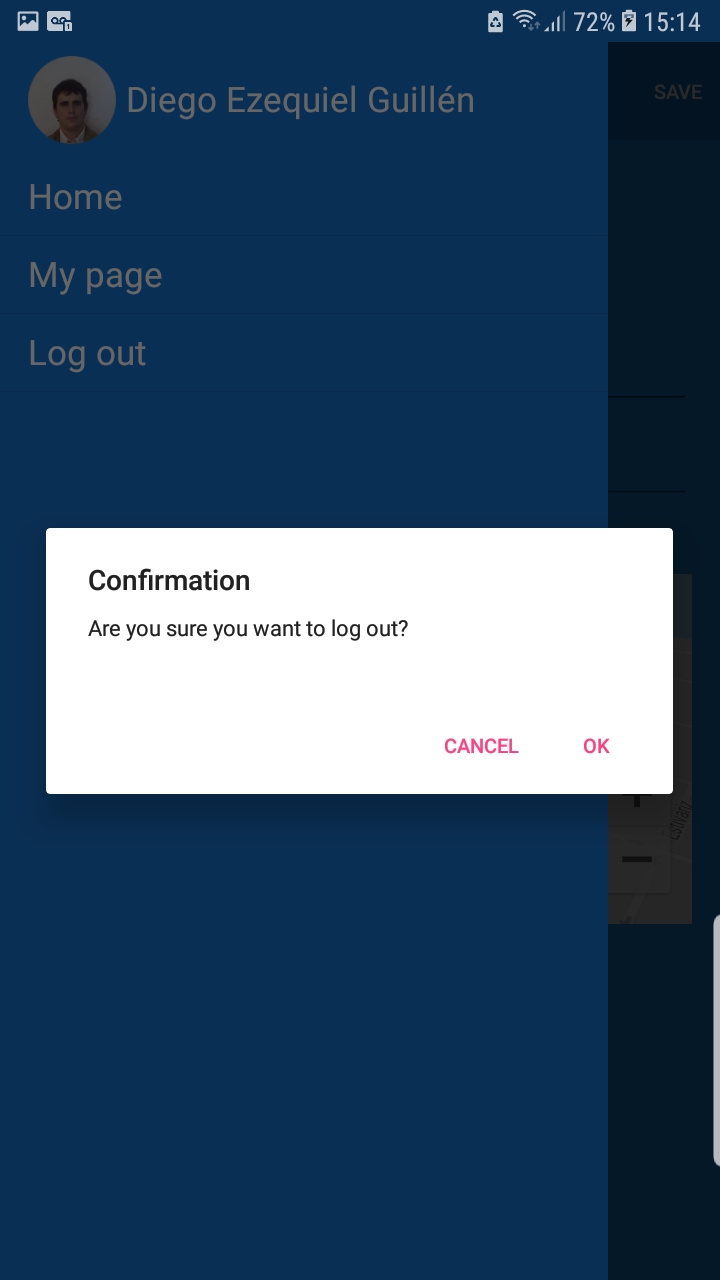 72% 15:14
Diego Ezequiel Guillén
SAVE
Home
My page
Log out
Confirmation
Are you sure you want to log out?
CANCEL OK
Estivariz